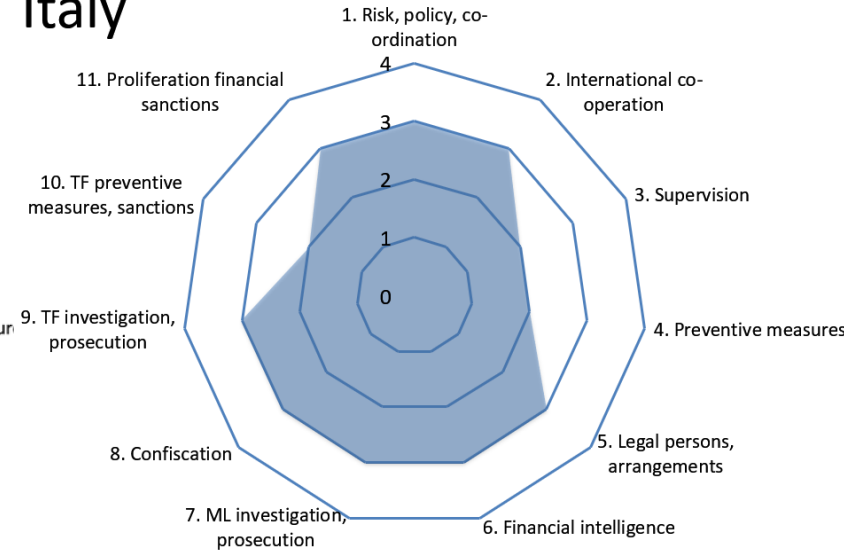 Italy
1. Risk, policy, co-
ordination
2. International co-
operation
3. Supervision
4. Preventive measures
5. Legal persons,
arrangements
6. Financial intelligence
7. ML investigation,
prosecution
8. Confiscation
9. TF investigation,
prosecution
10. TF preventive
measures, sanctions
11. Proliferation financial
sanctions
4
3
2
1
0